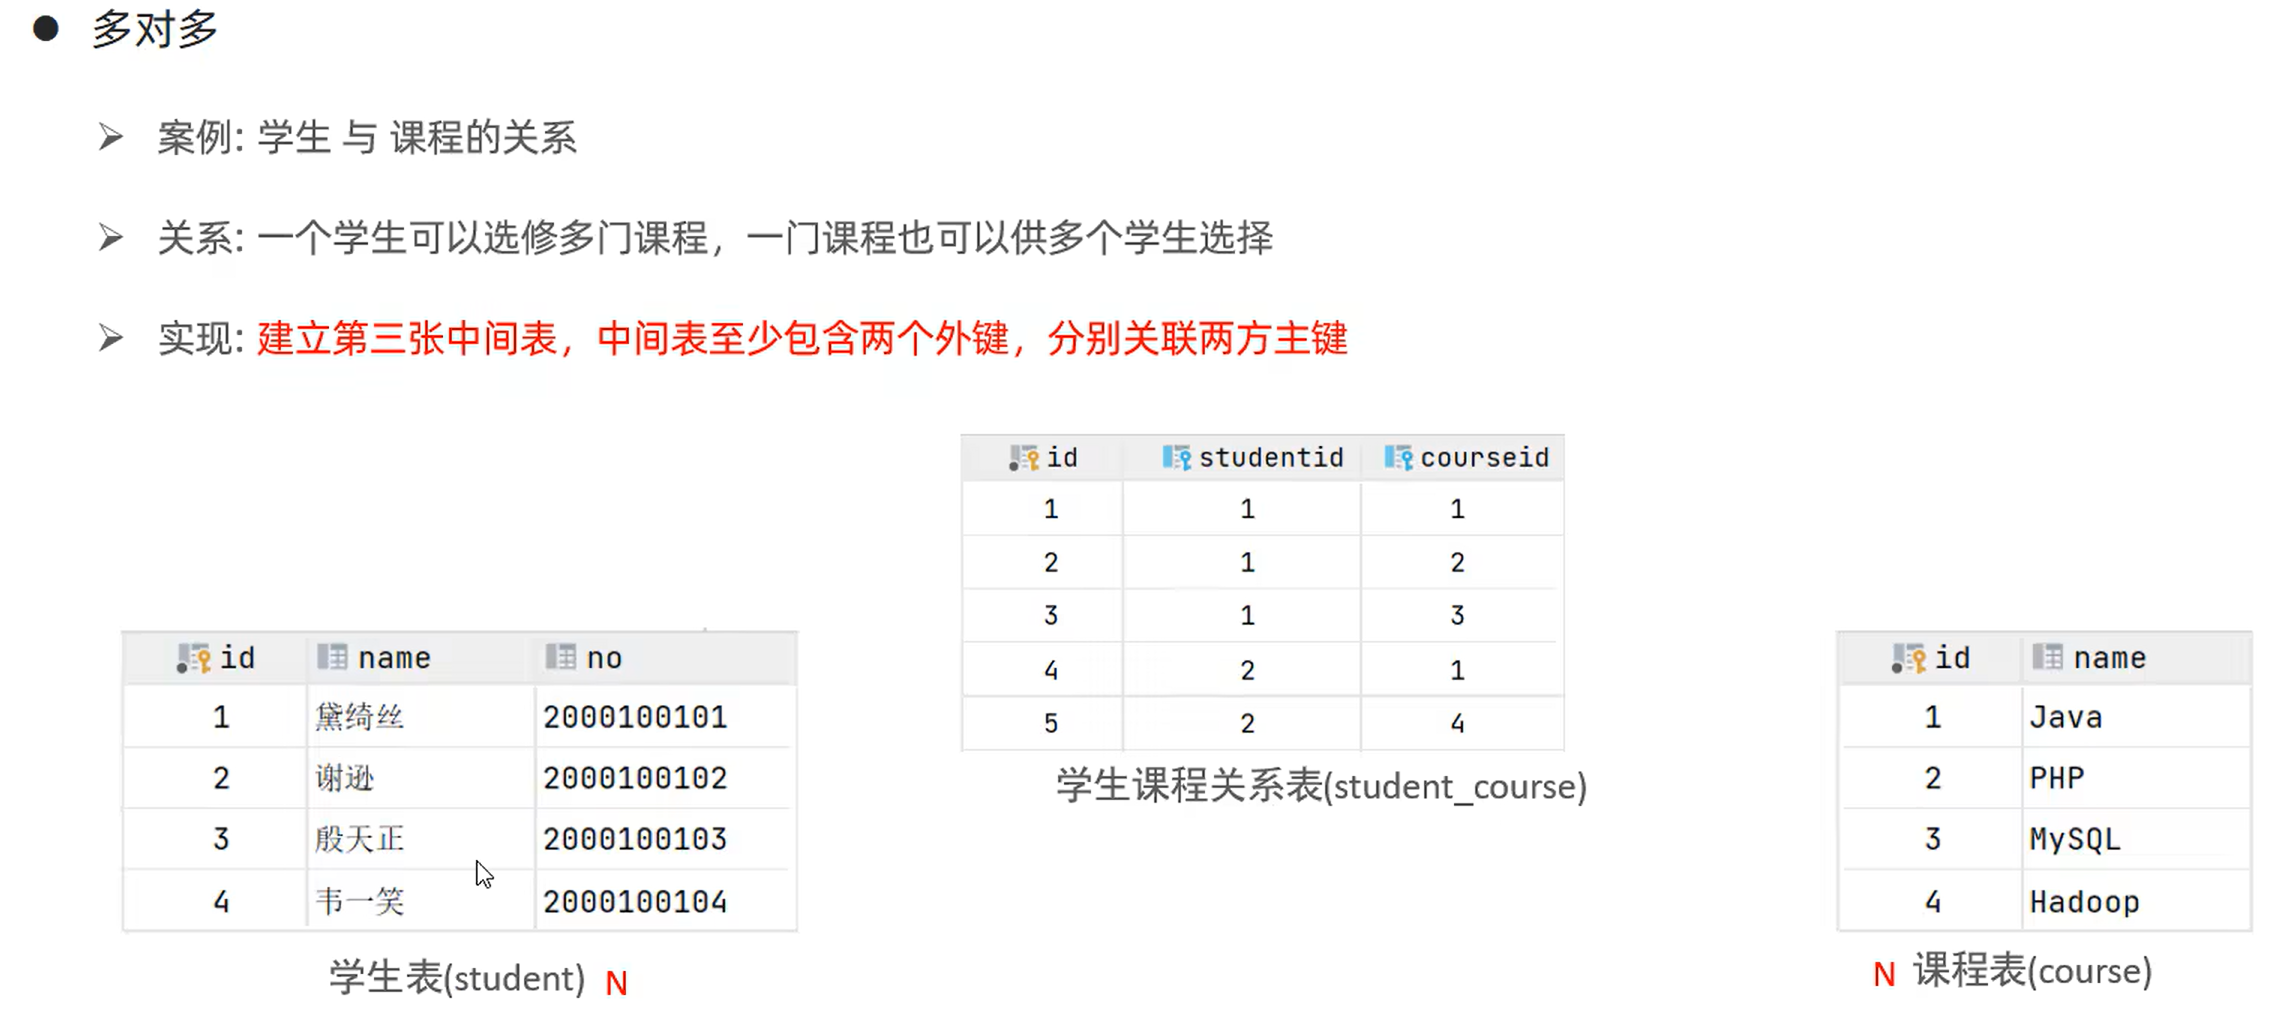 ● 多对多
➢ 案例: 学生 与 课程的关系
➢ 关系: 一个学生可以选修多门课程，一门课程也可以供多个学生选择
➢ 实现: 建立第三张中间表，中间表至少包含两个外键，分别关联两方主键
id studentid courseid
1 1 1
2 1 2
3 1 3
4 2 1
5 2 4
学生课程关系表(student_course)
id name no
1 黛绮丝 2000100101
2 谢逊 2000100102
3 殷天正 2000100103
4 韦一笑 2000100104
学生表(student) N
id name
1 Java
2 PHP
3 MySQL
4 Hadoop
N 课程表(course)